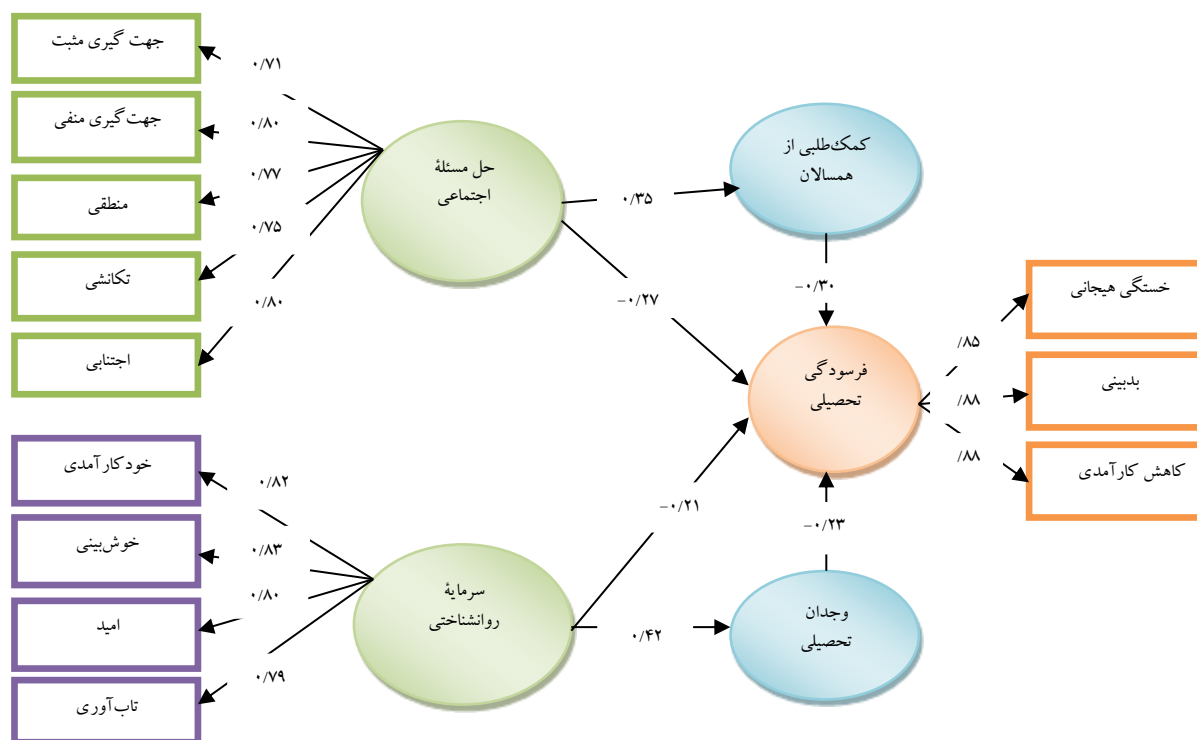 جهت گیری مثبت
جهت‌گیری منفی
منطقی
تکانشی
اجتنابی
۰/۷۱
۰/۸۰
۰/۷۷
۰/۷۵
۰/۸۰
حل مسئلۀ
اجتماعی
۰/۳۵
−۰/۲۷
کمک‌طلبی از
همسالان
−۰/۳۰
فرسودگی
تحصیلی
/۸۵
/۸۸
/۸۸
خستگی هیجانی
بدبینی
کاهش کارآمدی
خودکارآمدی
خوش‌بینی
امید
تاب‌آوری
۰/۸۲
۰/۸۳
۰/۸۰
۰/۷۹
سرمایۀ
روانشناختی
−۰/۲۱
۰/۴۲
−۰/۲۳
وجدان
تحصیلی